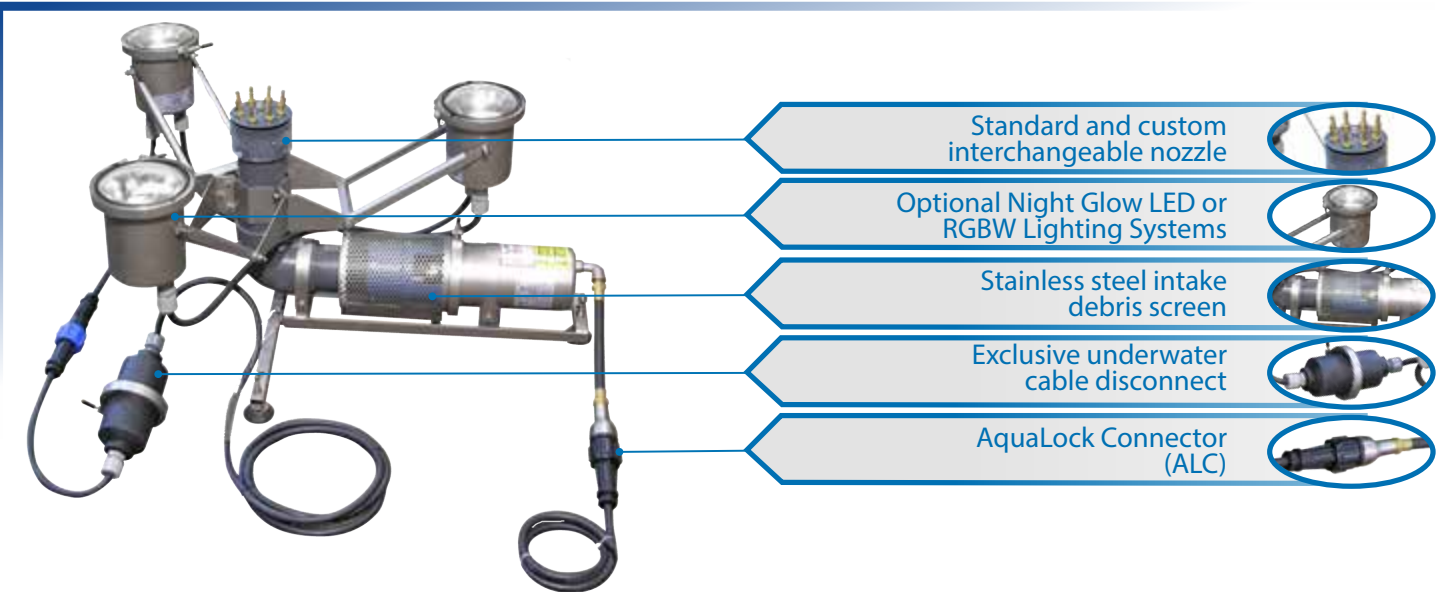 Standard and custom
interchangeable nozzle
Optional Night Glow LED or
RGBW Lighting Systems
Stainless steel intake
debris screen
Exclusive underwater
cable disconnect
AquaLock Connector
(ALC)